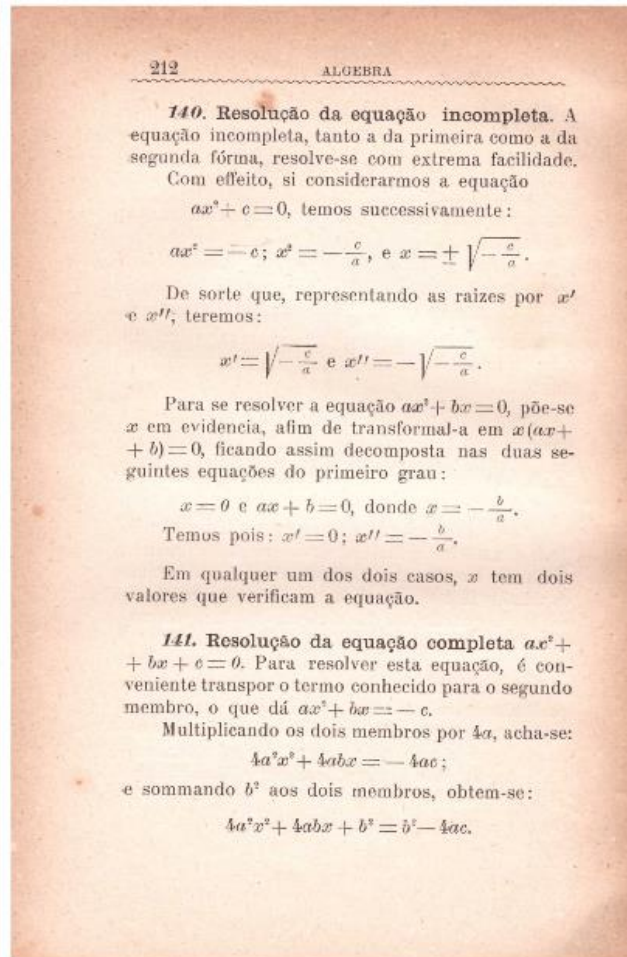 212 ALGEBRA
140. Resolução da equação incompleta. A
equação incompleta, tanto a da primeira como a da
segunda fórma, resolve-se com extrema facilidade.
Com effeito, si considerarmos a equação
ax²+ c=0, temos successivamente:
ax² = —c; x² = —c/a, e x = ± √—c/a.
De sorte que, representando as raizes por x′
e x′′, teremos:
x′= √—c/a e x′′= —√—c/a.
Para se resolver a equação ax²+ bx=0, põe-se
x em evidencia, afim de transformal-a em x(ax+
+ b)=0, ficando assim decomposta nas duas se-
guintes equações do primeiro grau:
x=0 e ax + b=0, donde x= — b/a.
Temos pois: x′=0; x′′= — b/a.
Em qualquer um dos dois casos, x tem dois
valores que verificam a equação.
141. Resolução da equação completa ax²+
+ bx + c = 0. Para resolver esta equação, é con-
veniente transpor o termo conhecido para o segundo
membro, o que dá ax²+ bx=— c.
Multiplicando os dois membros por 4a, acha-se:
4a²x²+ 4abx = — 4ac;
e sommando b² aos dois membros, obtem-se:
4a²x²+ 4abx + b² = b²— 4ac.